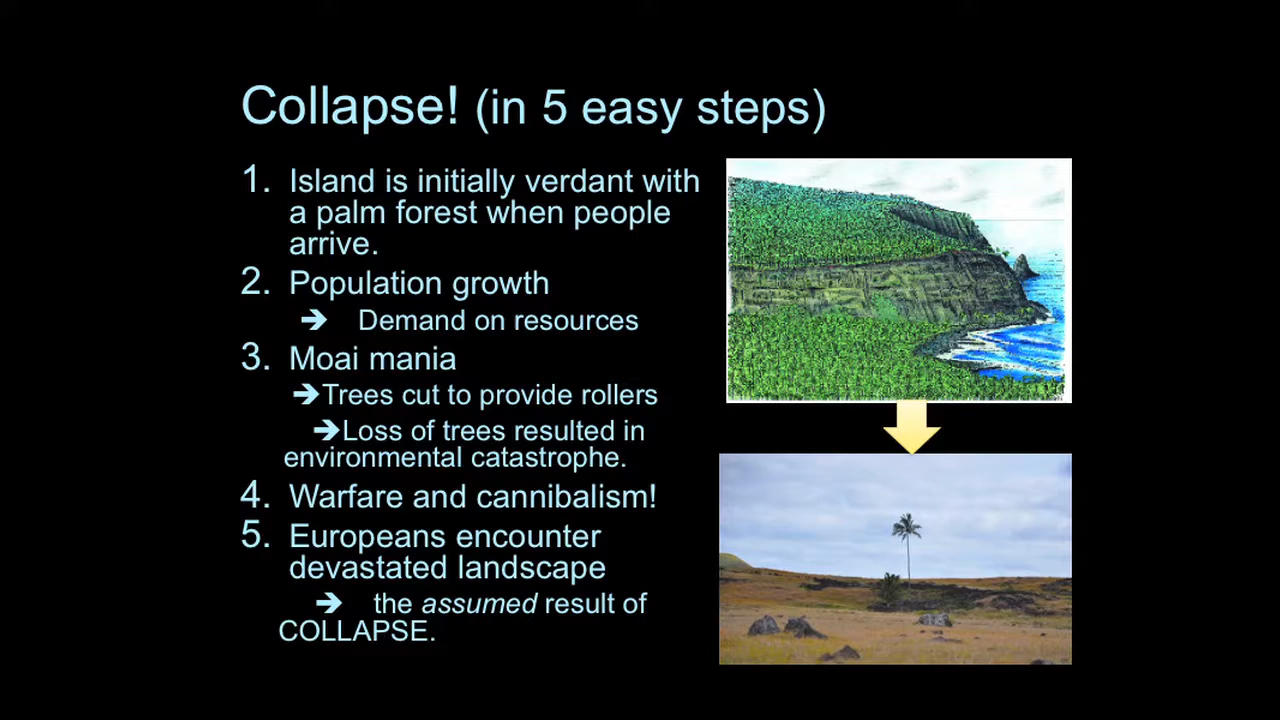 Collapse! (in 5 easy steps)
1. Island is initially verdant with
a palm forest when people
arrive.
2. Population growth
➔ Demand on resources
3. Moai mania
➔Trees cut to provide rollers
➔Loss of trees resulted in
environmental catastrophe.
4. Warfare and cannibalism!
5. Europeans encounter
devastated landscape
➔ the assumed result of
COLLAPSE.